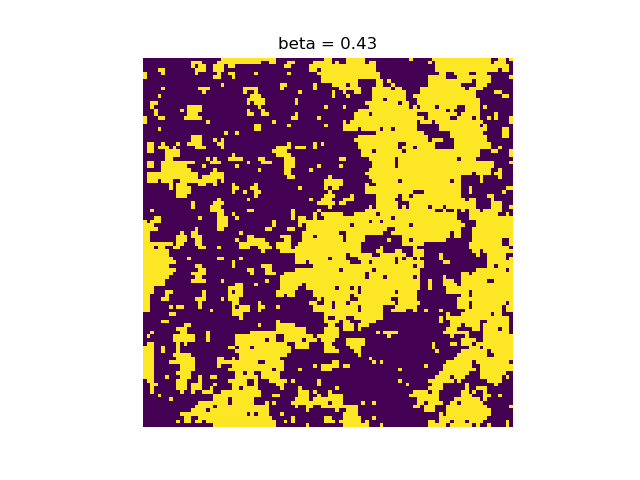 beta = 0.43